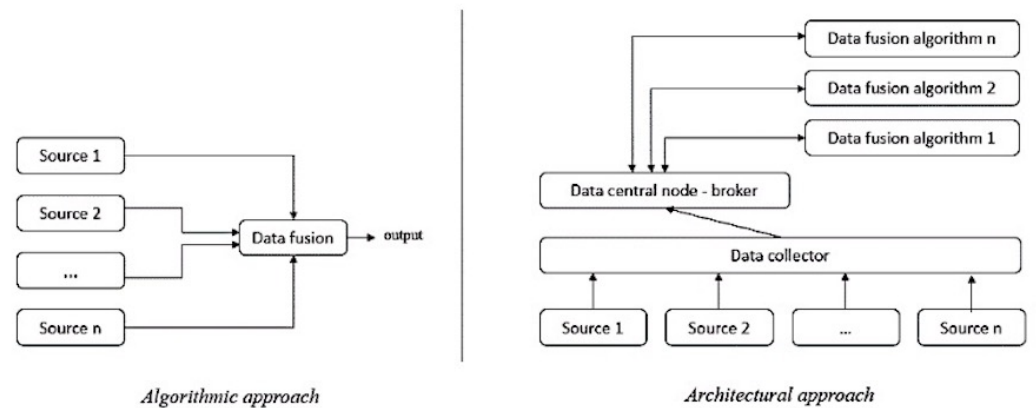 Source 1
Source 2
...
Source n
Data fusion
output
Algorithmic approach
Data fusion algorithm n
Data fusion algorithm 2
Data fusion algorithm 1
Data central node - broker
Data collector
Source 1
Source 2
...
Source n
Architectural approach